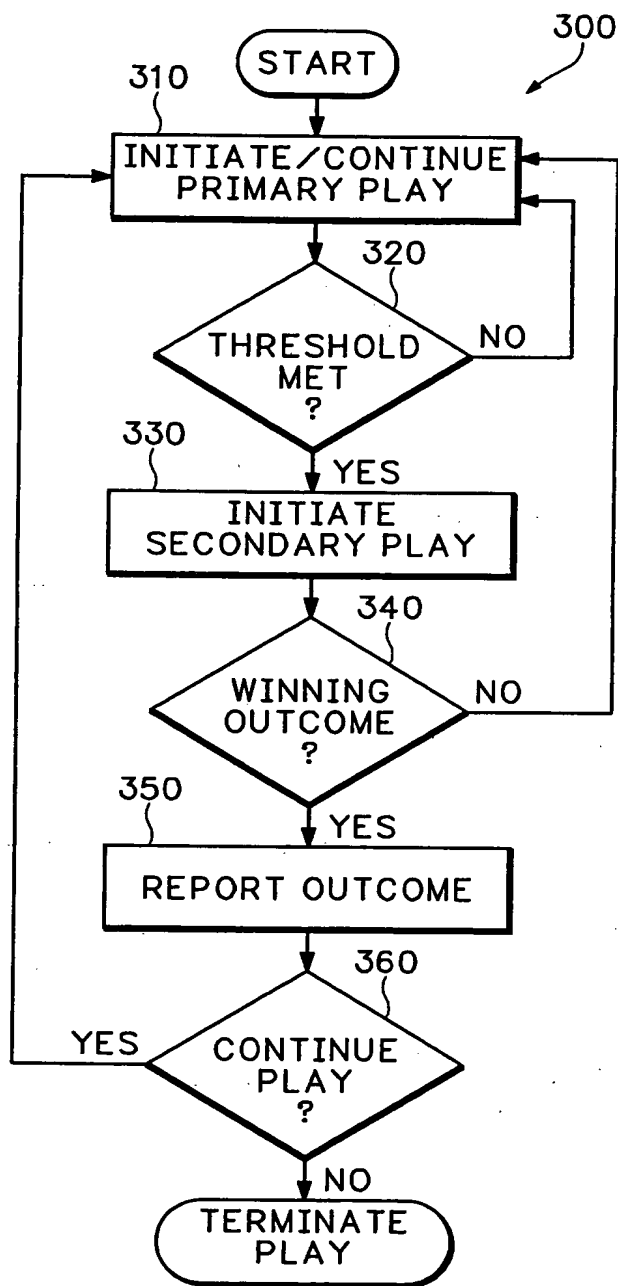 300
START
310
INITIATE/CONTINUE
PRIMARY PLAY
320
THRESHOLD
MET
?
NO
YES
330
INITIATE
SECONDARY PLAY
340
WINNING
OUTCOME
?
NO
YES
350
REPORT OUTCOME
360
CONTINUE
PLAY
?
YES
NO
TERMINATE
PLAY